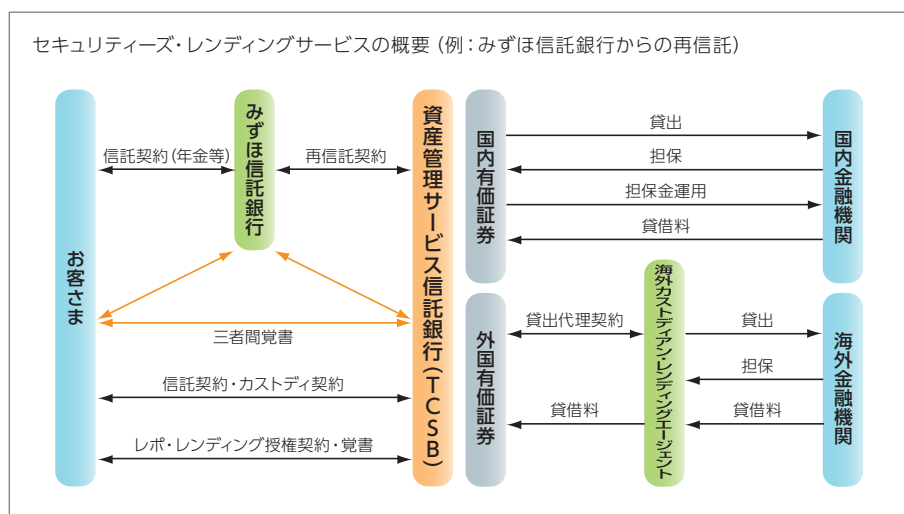 セキュリティーズ・レンディングサービスの概要（例：みずほ信託銀行からの再信託）
お客さま
信託契約（年金等）
みずほ信託銀行
再信託契約
三者間覚書
信託契約・カストディ契約
レポ・レンディング授権契約・覚書
資産管理サービス信託銀行（TCSB）
国内有価証券
貸出
担保
担保金運用
貸借料
国内金融機関
外国有価証券
貸出代理契約
貸借料
海外カストディアン・レンディングエージェント
貸出
担保
貸借料
海外金融機関